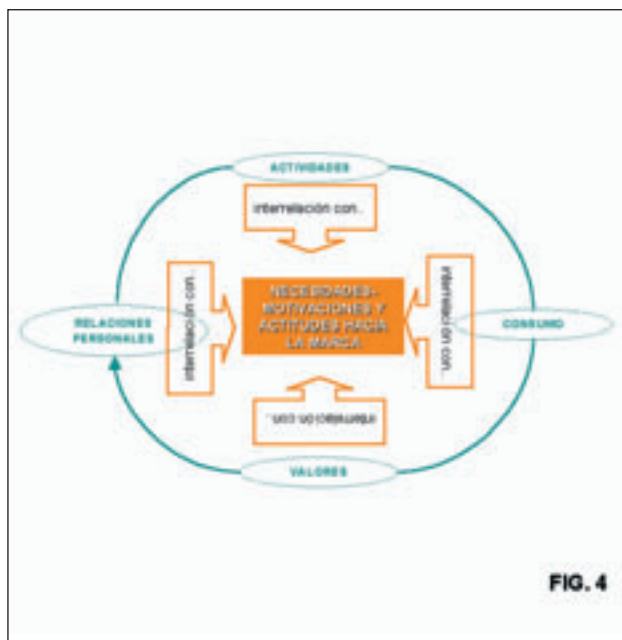 ACTIVIDADES
interrelación con..
interrelación con..
NECESIDADES-
MOTIVACIONES Y
ACTITUDES HACIA
LA MARCA
interrelación con..
RELACIONES
PERSONALES
CONSUMO
interrelación con..
VALORES
FIG. 4